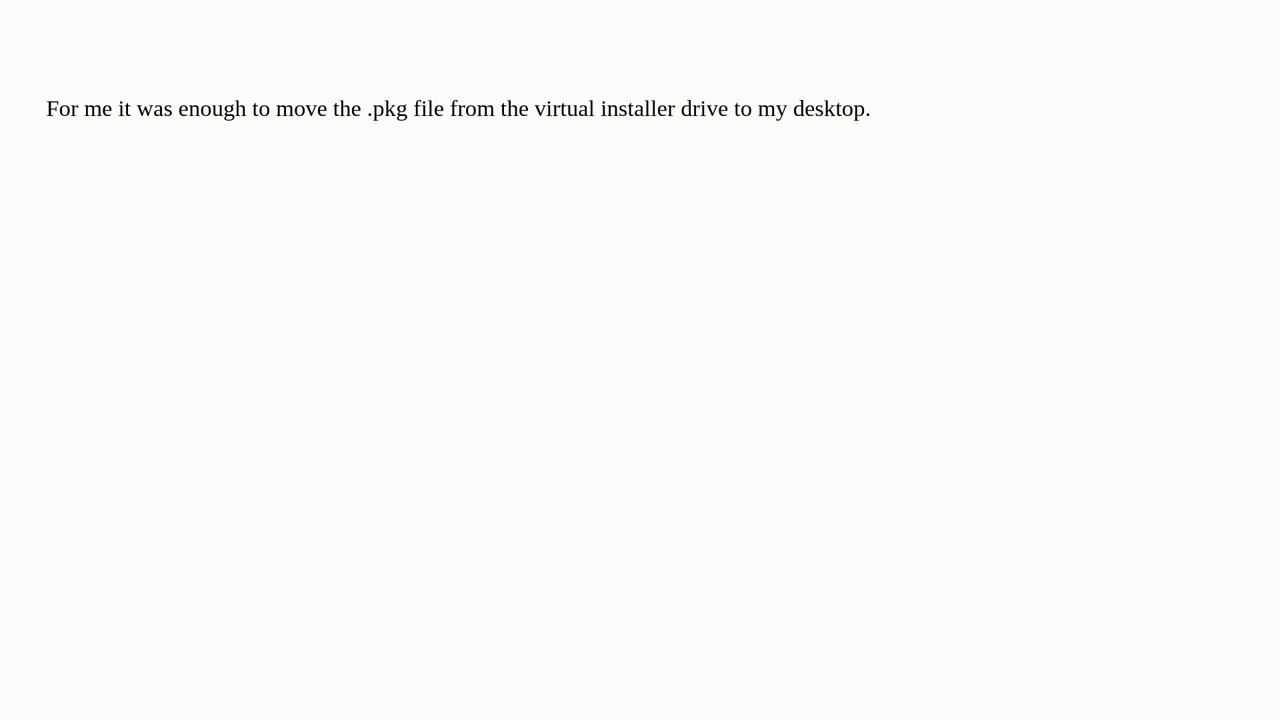 For me it was enough to move the .pkg file from the virtual installer drive to my desktop.